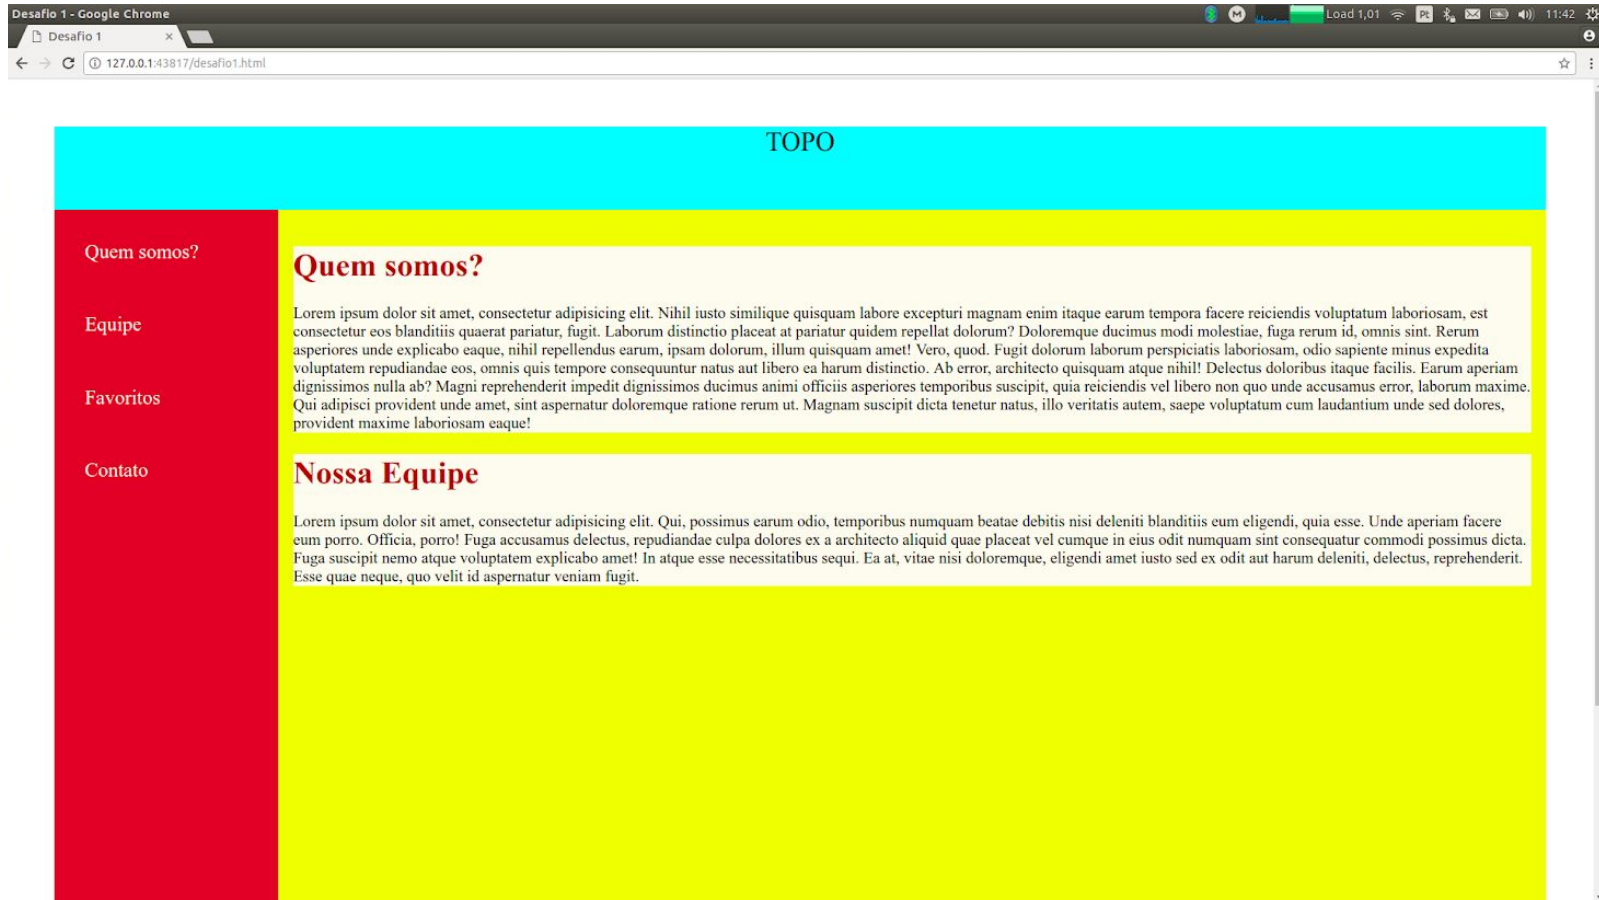 Desafio 1 - Google Chrome
M
Load 1,01
Pt
11:42
Desafio 1
×
127.0.0.1:43817/desafio1.html
TOPO
Quem somos?
Equipe
Favoritos
Contato
Quem somos?
Lorem ipsum dolor sit amet, consectetur adipisicing elit. Nihil iusto similique quisquam labore excepturi magnam enim itaque earum tempora facere reiciendis voluptatum laboriosam, est
consectetur eos blanditiis quaerat pariatur, fugit. Laborum distinctio placeat at pariatur quidem repellat dolorum? Doloremque ducimus modi molestiae, fuga rerum id, omnis sint. Rerum
asperiores unde explicabo eaque, nihil repellendus earum, ipsam dolorum, illum quisquam amet! Vero, quod. Fugit dolorum laborum perspiciatis laboriosam, odio sapiente minus expedita
voluptatem repudiandae eos, omnis quis tempore consequuntur natus aut libero ea harum distinctio. Ab error, architecto quisquam atque nihil! Delectus doloribus itaque facilis. Earum aperiam
dignissimos nulla ab? Magni reprehenderit impedit dignissimos ducimus animi officiis asperiores temporibus suscipit, quia reiciendis vel libero non quo unde accusamus error, laborum maxime.
Qui adipisci provident unde amet, sint aspernatur doloremque ratione rerum ut. Magnam suscipit dicta tenetur natus, illo veritatis autem, saepe voluptatum cum laudantium unde sed dolores,
provident maxime laboriosam eaque!
Nossa Equipe
Lorem ipsum dolor sit amet, consectetur adipisicing elit. Qui, possimus earum odio, temporibus numquam beatae debitis nisi deleniti blanditiis eum eligendi, quia esse. Unde aperiam facere
eum porro. Officia, porro! Fuga accusamus delectus, repudiandae culpa dolores ex a architecto aliquid quae placeat vel cumque in eius odit numquam sint consequatur commodi possimus dicta.
Fuga suscipit nemo atque voluptatem explicabo amet! In atque esse necessitatibus sequi. Ea at, vitae nisi doloremque, eligendi amet iusto sed ex odit aut harum deleniti, delectus, reprehenderit.
Esse quae neque, quo velit id aspernatur veniam fugit.